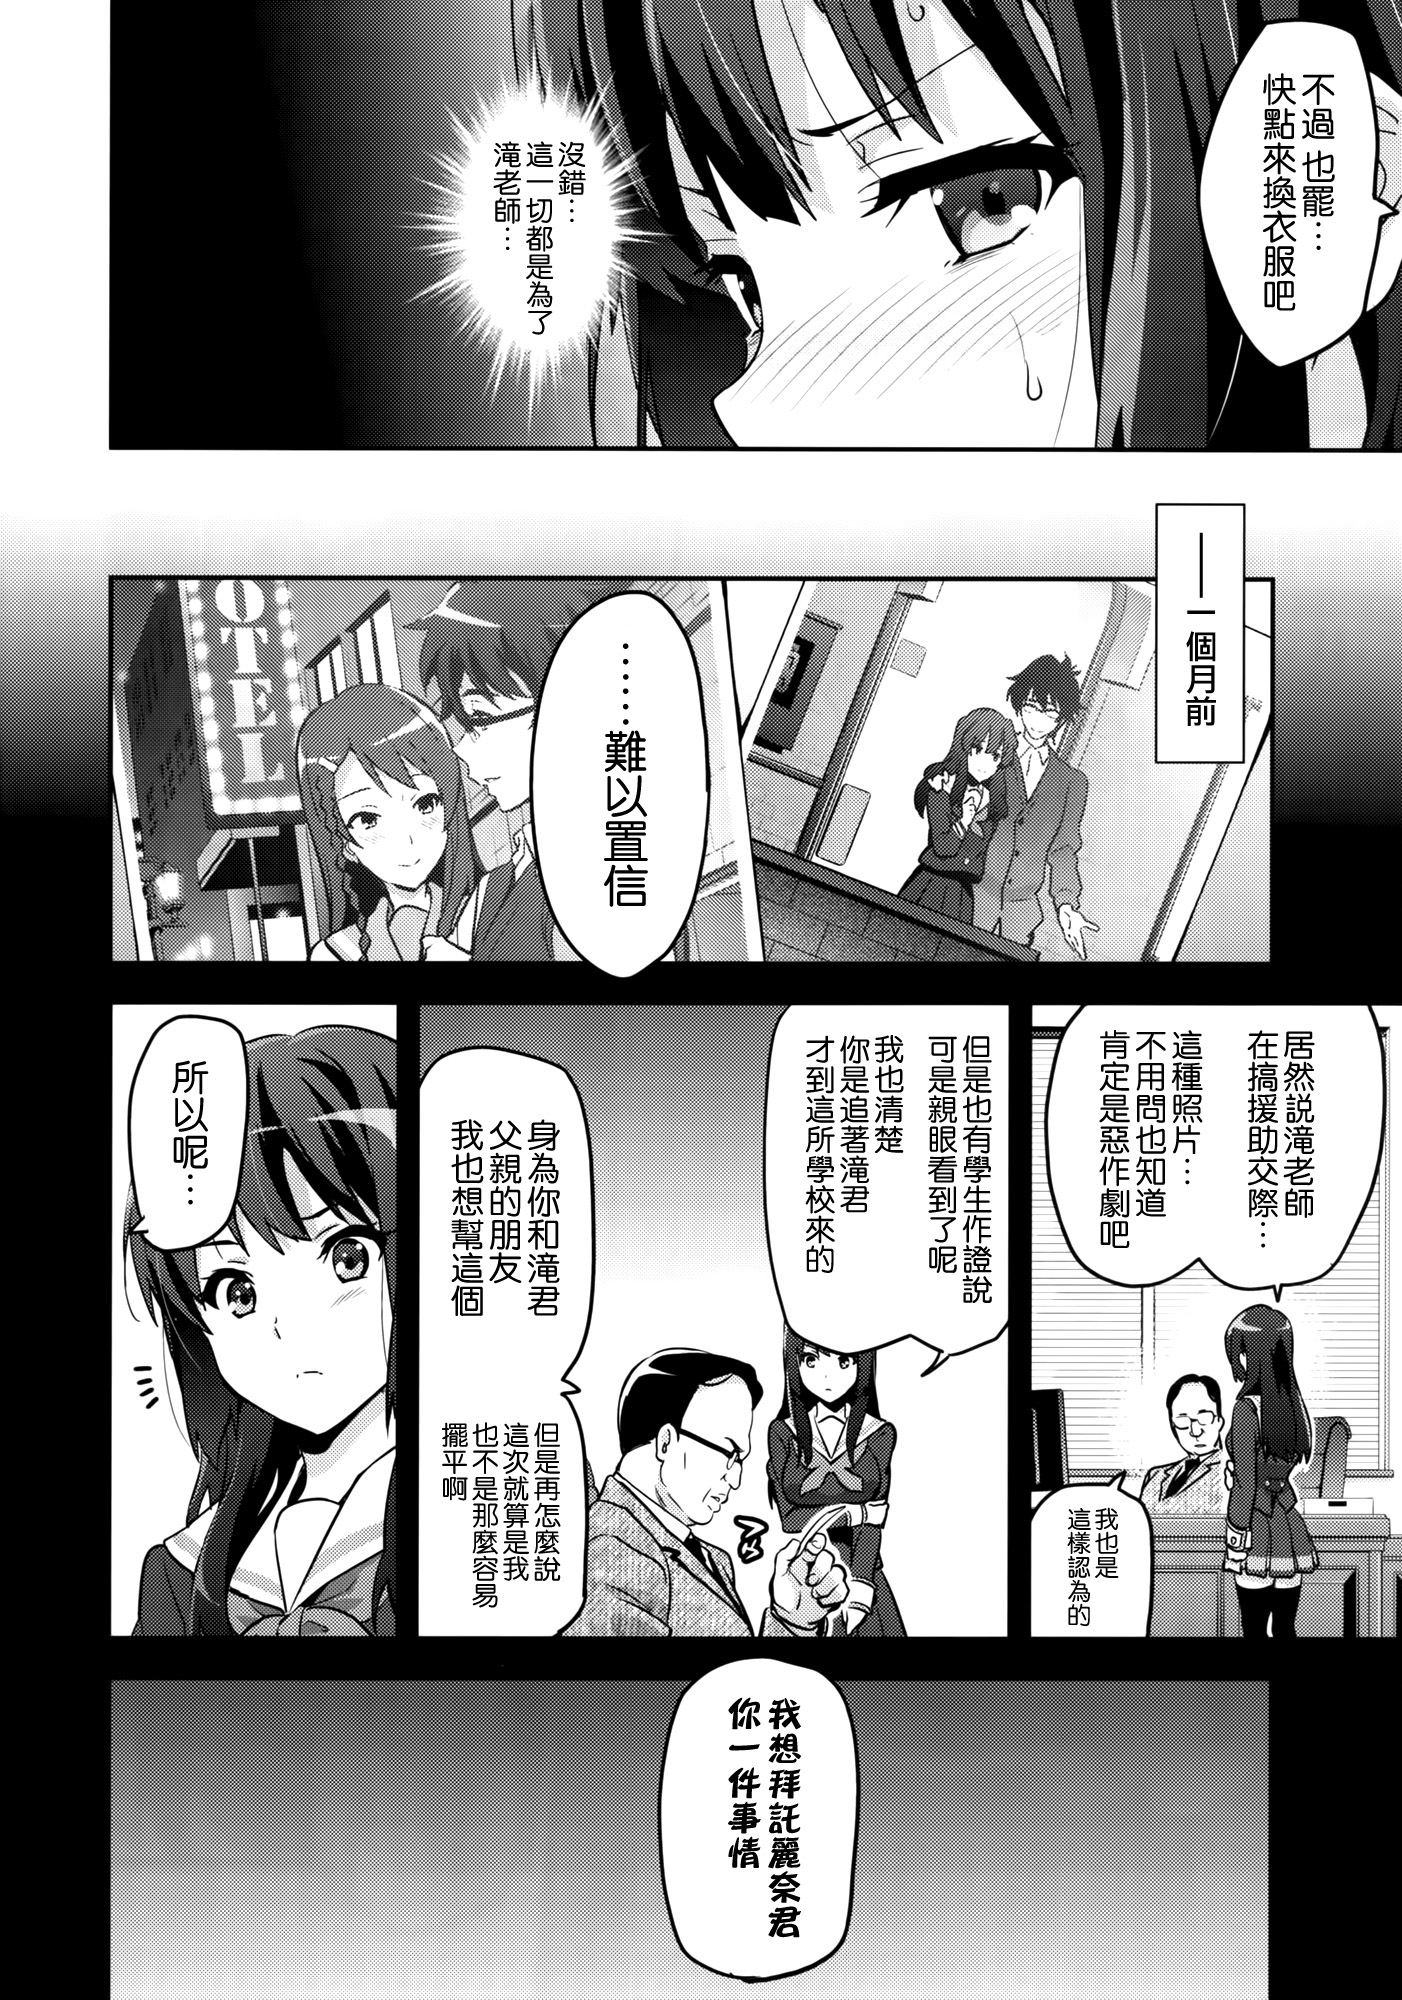 不過 也罷…
快點來換衣服吧
沒錯…
這一切都是為了
滝老師…
——一個月前
OTEL
……難以置信
居然説滝老師
在搞援助交際…
這種照片…
不用問也知道
肯定是惡作劇吧
我也是
這樣認為的
但是也有學生作證說
可是親眼看到了呢
我也清楚
你是追著滝君
才到這所學校來的
身為你和滝君
父親的朋友
我也想幫這個
但是再怎麼說
這次就算是我
也不是那麼容易
擺平啊
所以呢…
我想拜託麗奈君
你一件事情